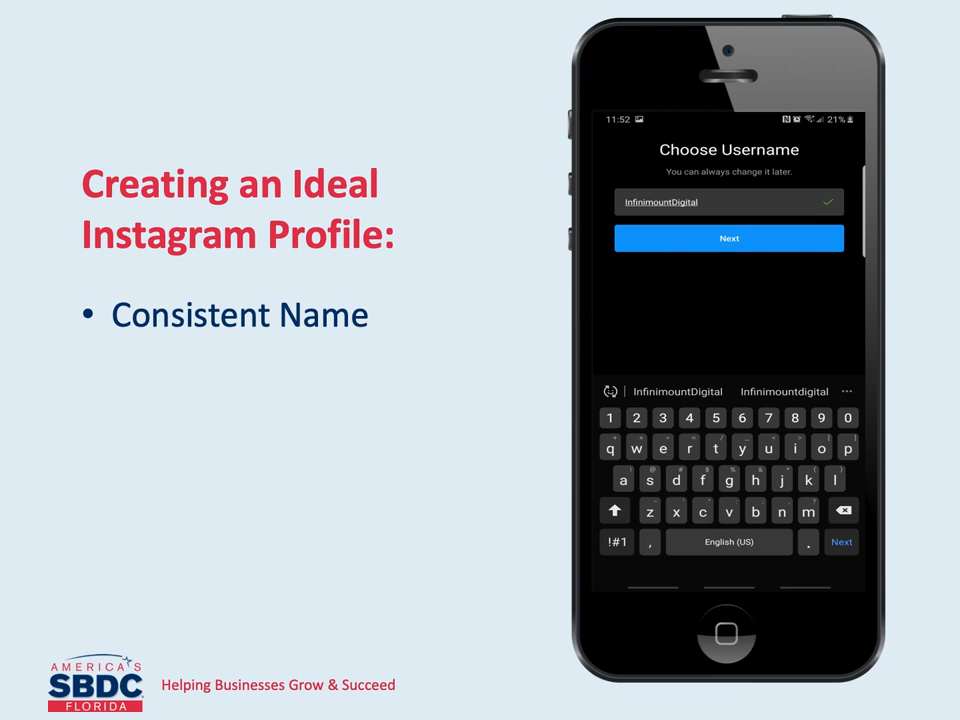 Creating an Ideal
Instagram Profile:
• Consistent Name
AMERICA'S
SBDC
FLORIDA
Helping Businesses Grow & Succeed
11:52 21%
Choose Username
You can always change it later.
InfinimountDigital
Next
InfinimountDigital Infinimountdigital ...
1 2 3 4 5 6 7 8 9 0
q w e r t y u i o p
a s d f g h j k l
z x c v b n m
!#1 , English (US) . Next